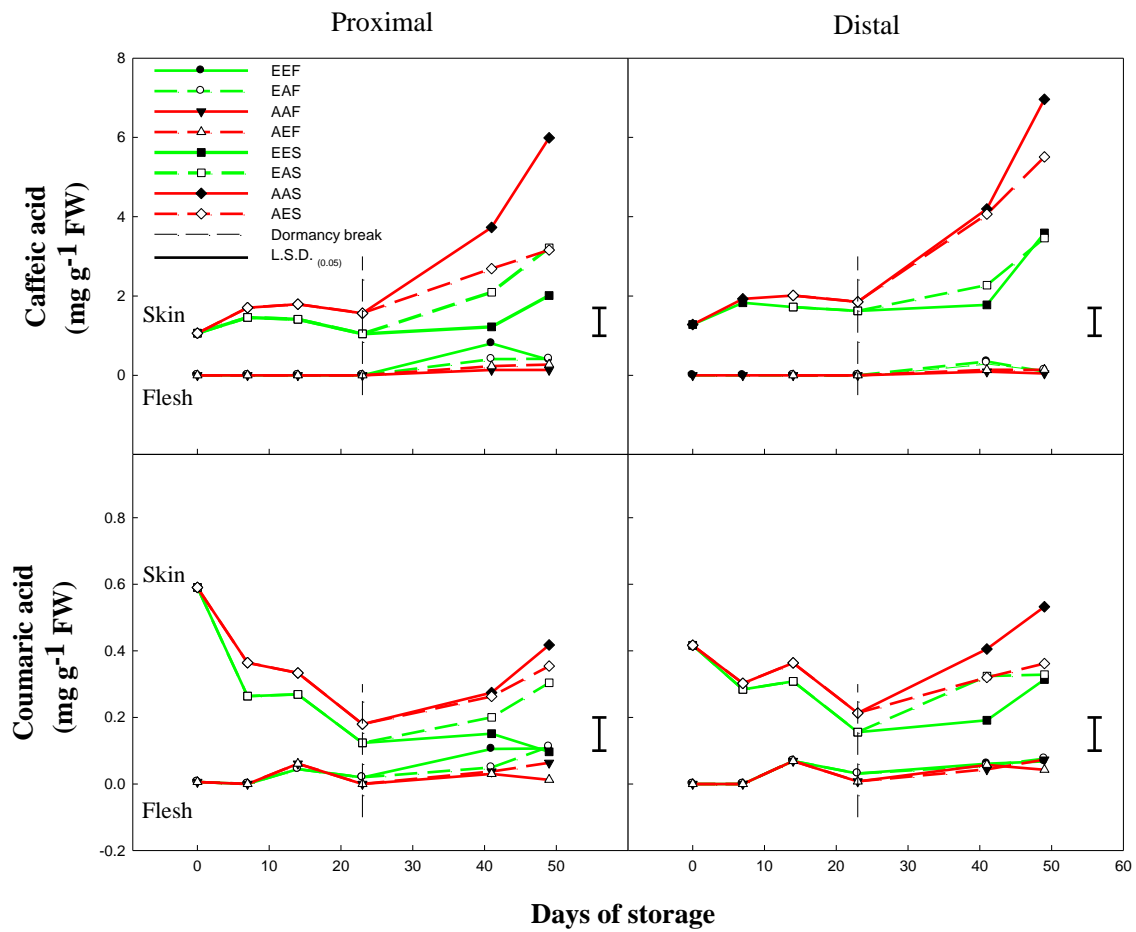 Proximal
Distal
8
6
4
2
0
Caffeic acid
(mg g-1 FW)
EEF
EAF
AAF
AEF
EES
EAS
AAS
AES
Dormancy break
L.S.D. (0.05)
Skin
Flesh
0.8
0.6
0.4
0.2
0.0
-0.2
Coumaric acid
(mg g-1 FW)
Skin
Flesh
0 10 20 30 40 50
0 10 20 30 40 50 60
Days of storage